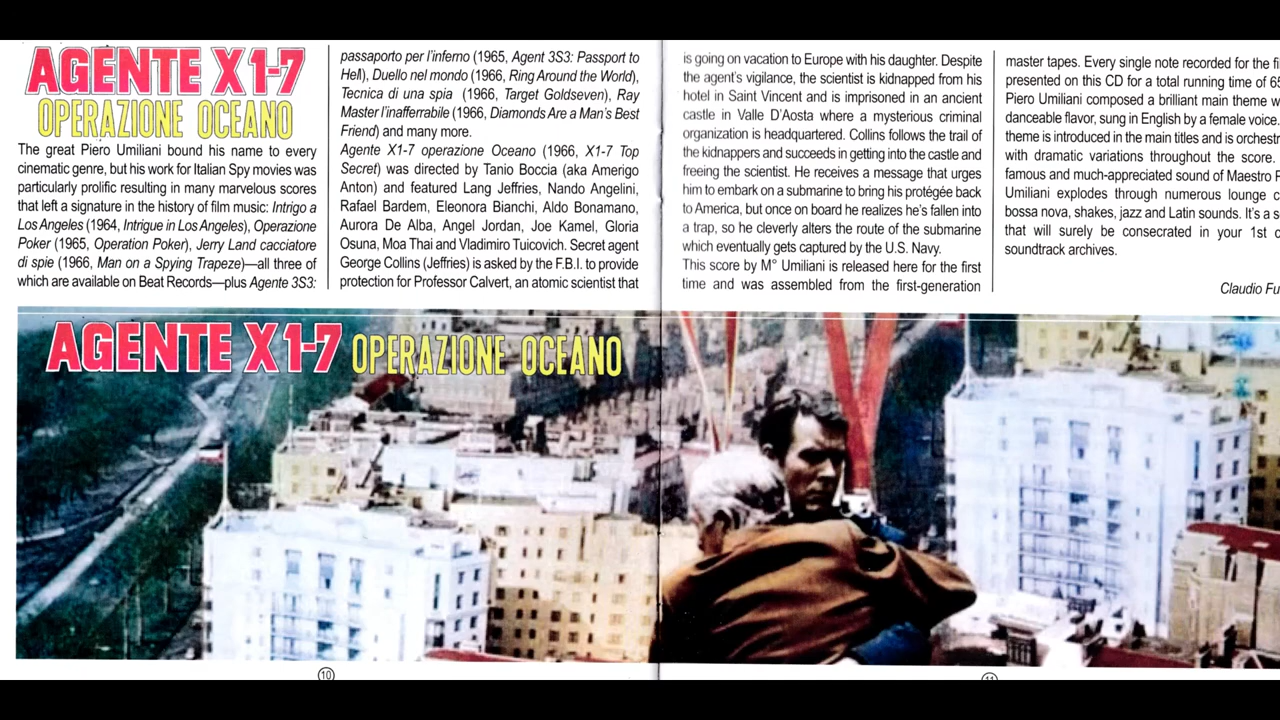 AGENTE X 1-7
OPERAZIONE OCEANO
The great Piero Umiliani bound his name to every
cinematic genre, but his work for Italian Spy movies was
particularly prolific resulting in many marvelous scores
that left a signature in the history of film music: Intrigo a
Los Angeles (1964, Intrigue in Los Angeles), Operazione
Poker (1965, Operation Poker), Jerry Land cacciatore
di spie (1966, Man on a Spying Trapeze)—all three of
which are available on Beat Records—plus Agente 3S3:
passaporto per l'inferno (1965, Agent 3S3: Passport to
Hell), Duello nel mondo (1966, Ring Around the World),
Tecnica di una spia (1966, Target Goldseven), Ray
Master l'inafferrabile (1966, Diamonds Are a Man's Best
Friend) and many more.
Agente X1-7 operazione Oceano (1966, X1-7 Top
Secret) was directed by Tanio Boccia (aka Amerigo
Anton) and featured Lang Jeffries, Nando Angelini,
Rafael Bardem, Eleonora Bianchi, Aldo Bonamano,
Aurora De Alba, Angel Jordan, Joe Kamel, Gloria
Osuna, Moa Thai and Vladimiro Tuicovich. Secret agent
George Collins (Jeffries) is asked by the F.B.I. to provide
protection for Professor Calvert, an atomic scientist that
is going on vacation to Europe with his daughter. Despite
the agent's vigilance, the scientist is kidnapped from his
hotel in Saint Vincent and is imprisoned in an ancient
castle in Valle D'Aosta where a mysterious criminal
organization is headquartered. Collins follows the trail of
the kidnappers and succeeds in getting into the castle and
freeing the scientist. He receives a message that urges
him to embark on a submarine to bring his protégée back
to America, but once on board he realizes he's fallen into
a trap, so he cleverly alters the route of the submarine
which eventually gets captured by the U.S. Navy.
This score by M° Umiliani is released here for the first
time and was assembled from the first-generation
master tapes. Every single note recorded for the fi
presented on this CD for a total running time of 6
Piero Umiliani composed a brilliant main theme w
danceable flavor, sung in English by a female voice.
theme is introduced in the main titles and is orchestr
with dramatic variations throughout the score.
famous and much-appreciated sound of Maestro P
Umiliani explodes through numerous lounge c
bossa nova, shakes, jazz and Latin sounds. It's a s
that will surely be consecrated in your 1st c
soundtrack archives.
Claudio Fu
AGENTE X 1-7 OPERAZIONE OCEANO
10
11